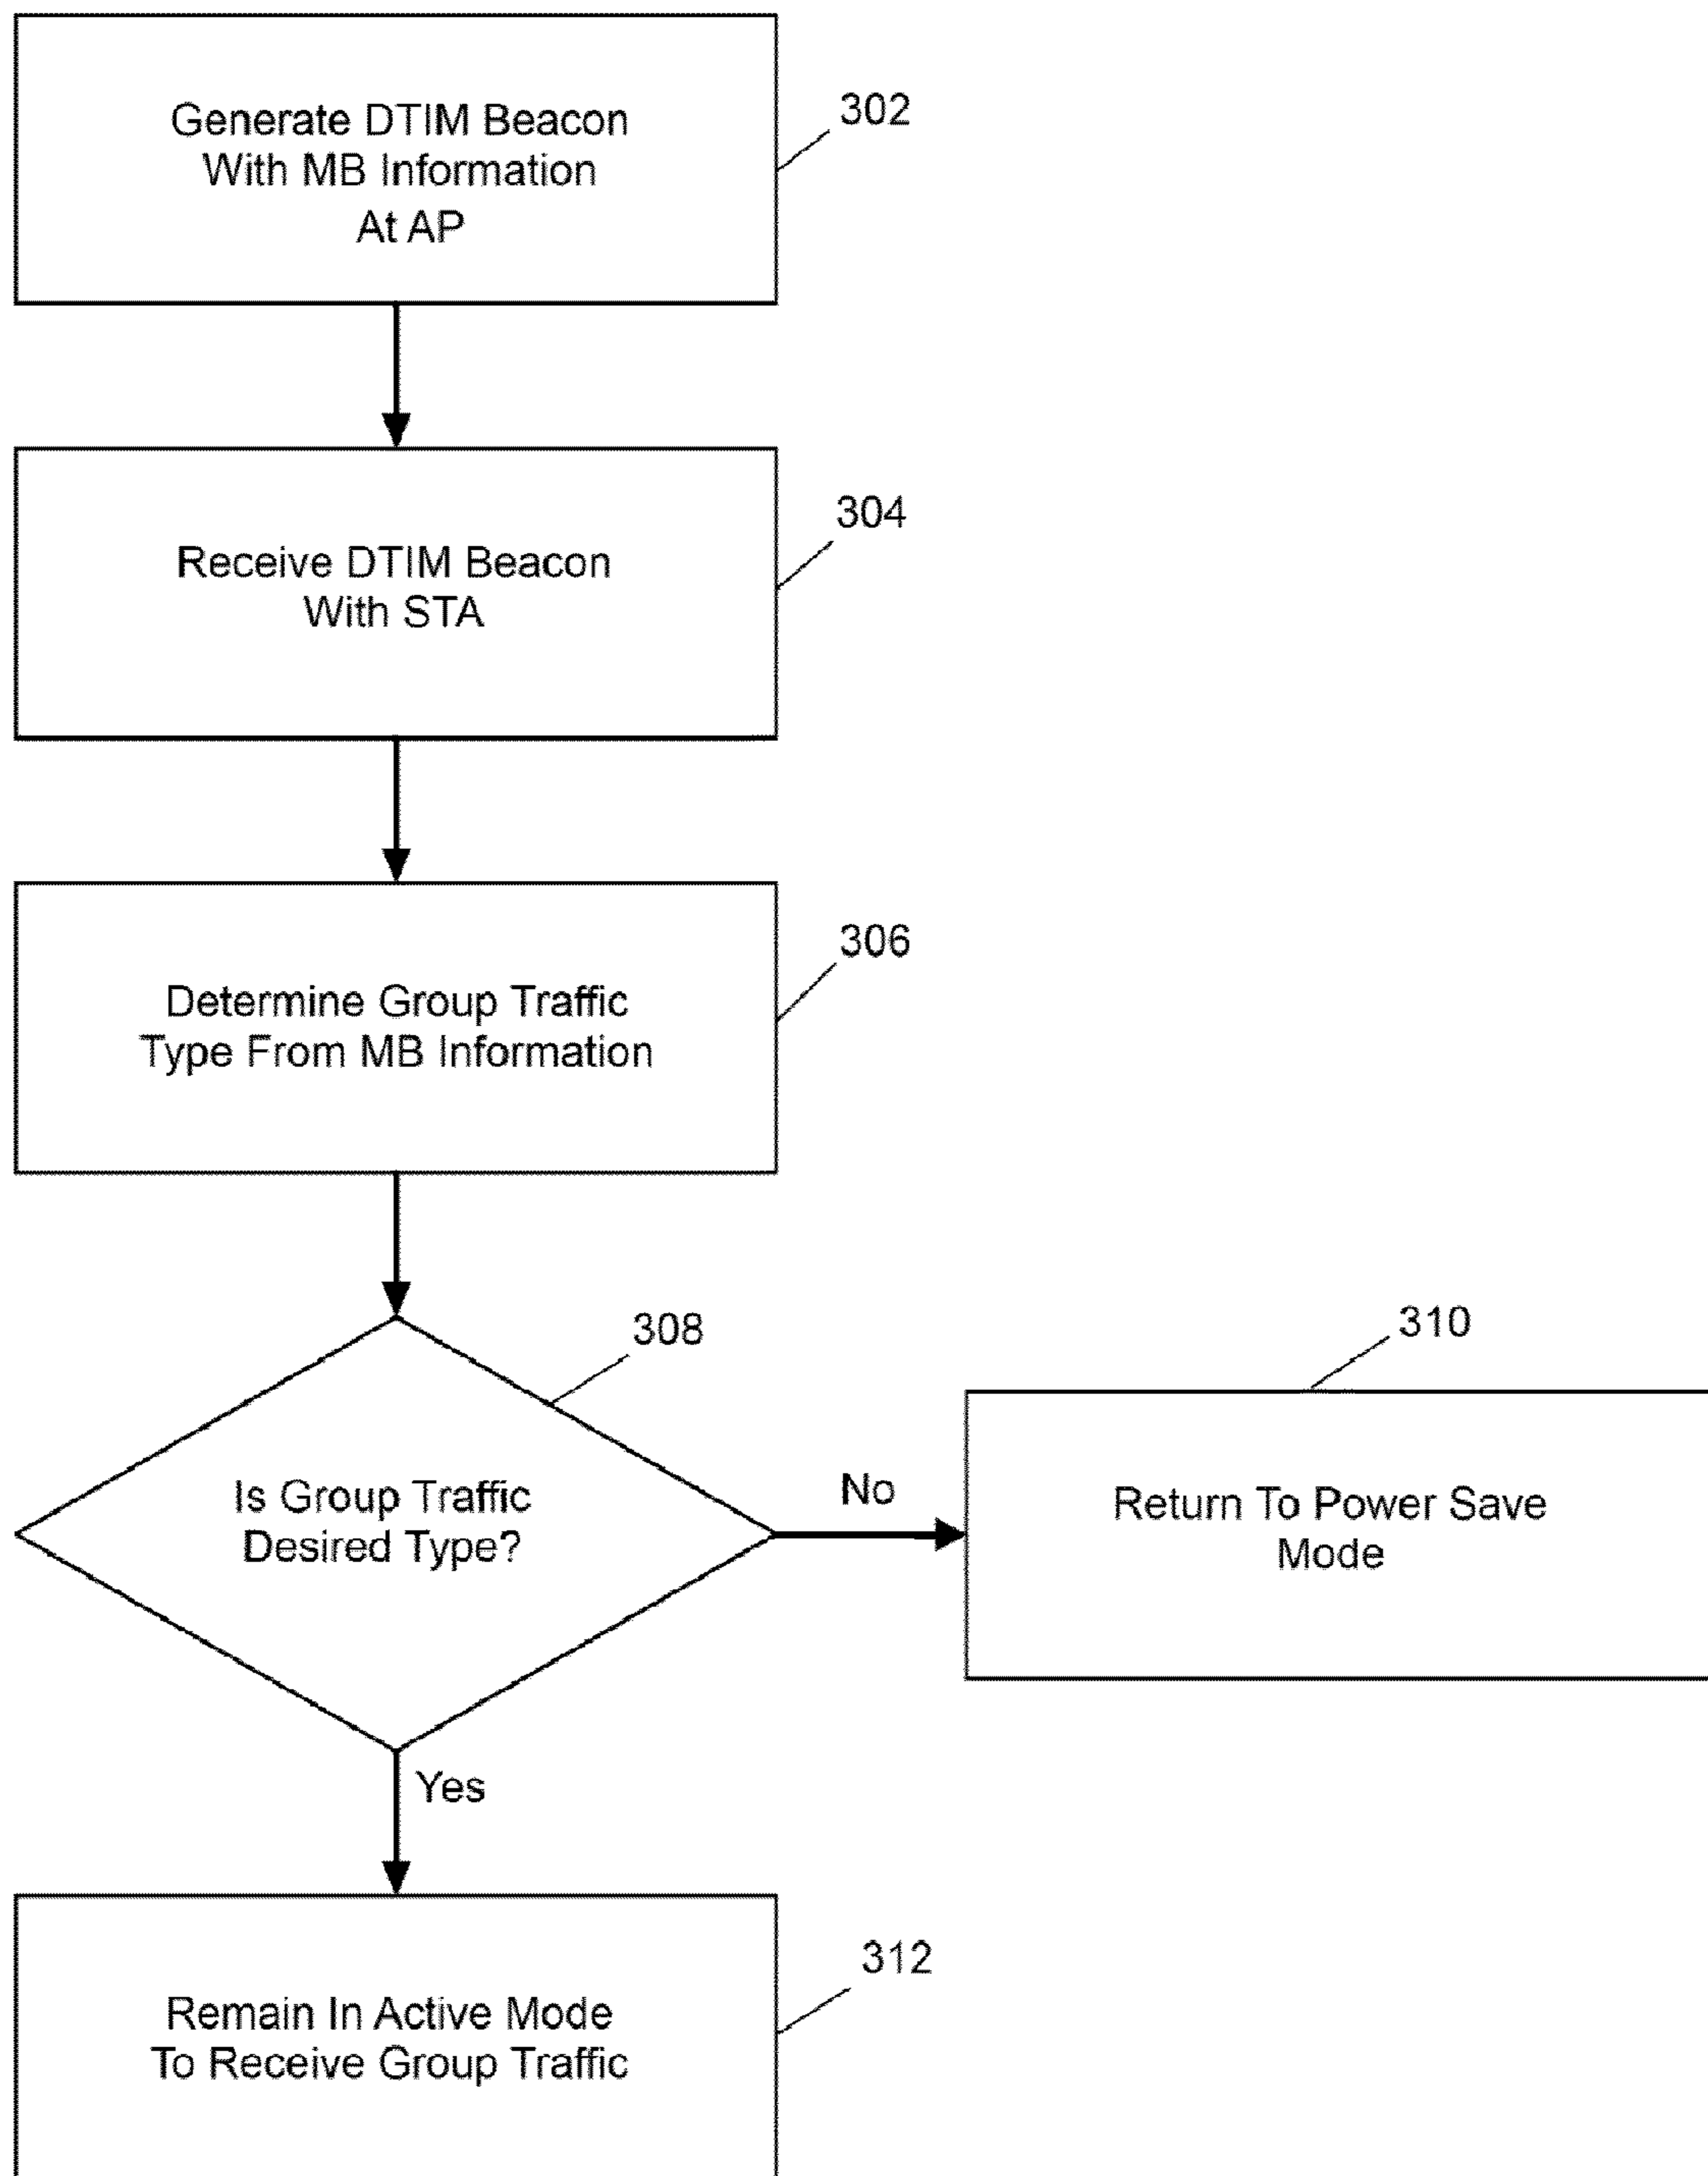 Generate DTIM Beacon
With MB Information
At AP
302
Receive DTIM Beacon
With STA
304
Determine Group Traffic
Type From MB Information
306
Is Group Traffic
Desired Type?
308
No
Return To Power Save
Mode
310
Yes
Remain In Active Mode
To Receive Group Traffic
312